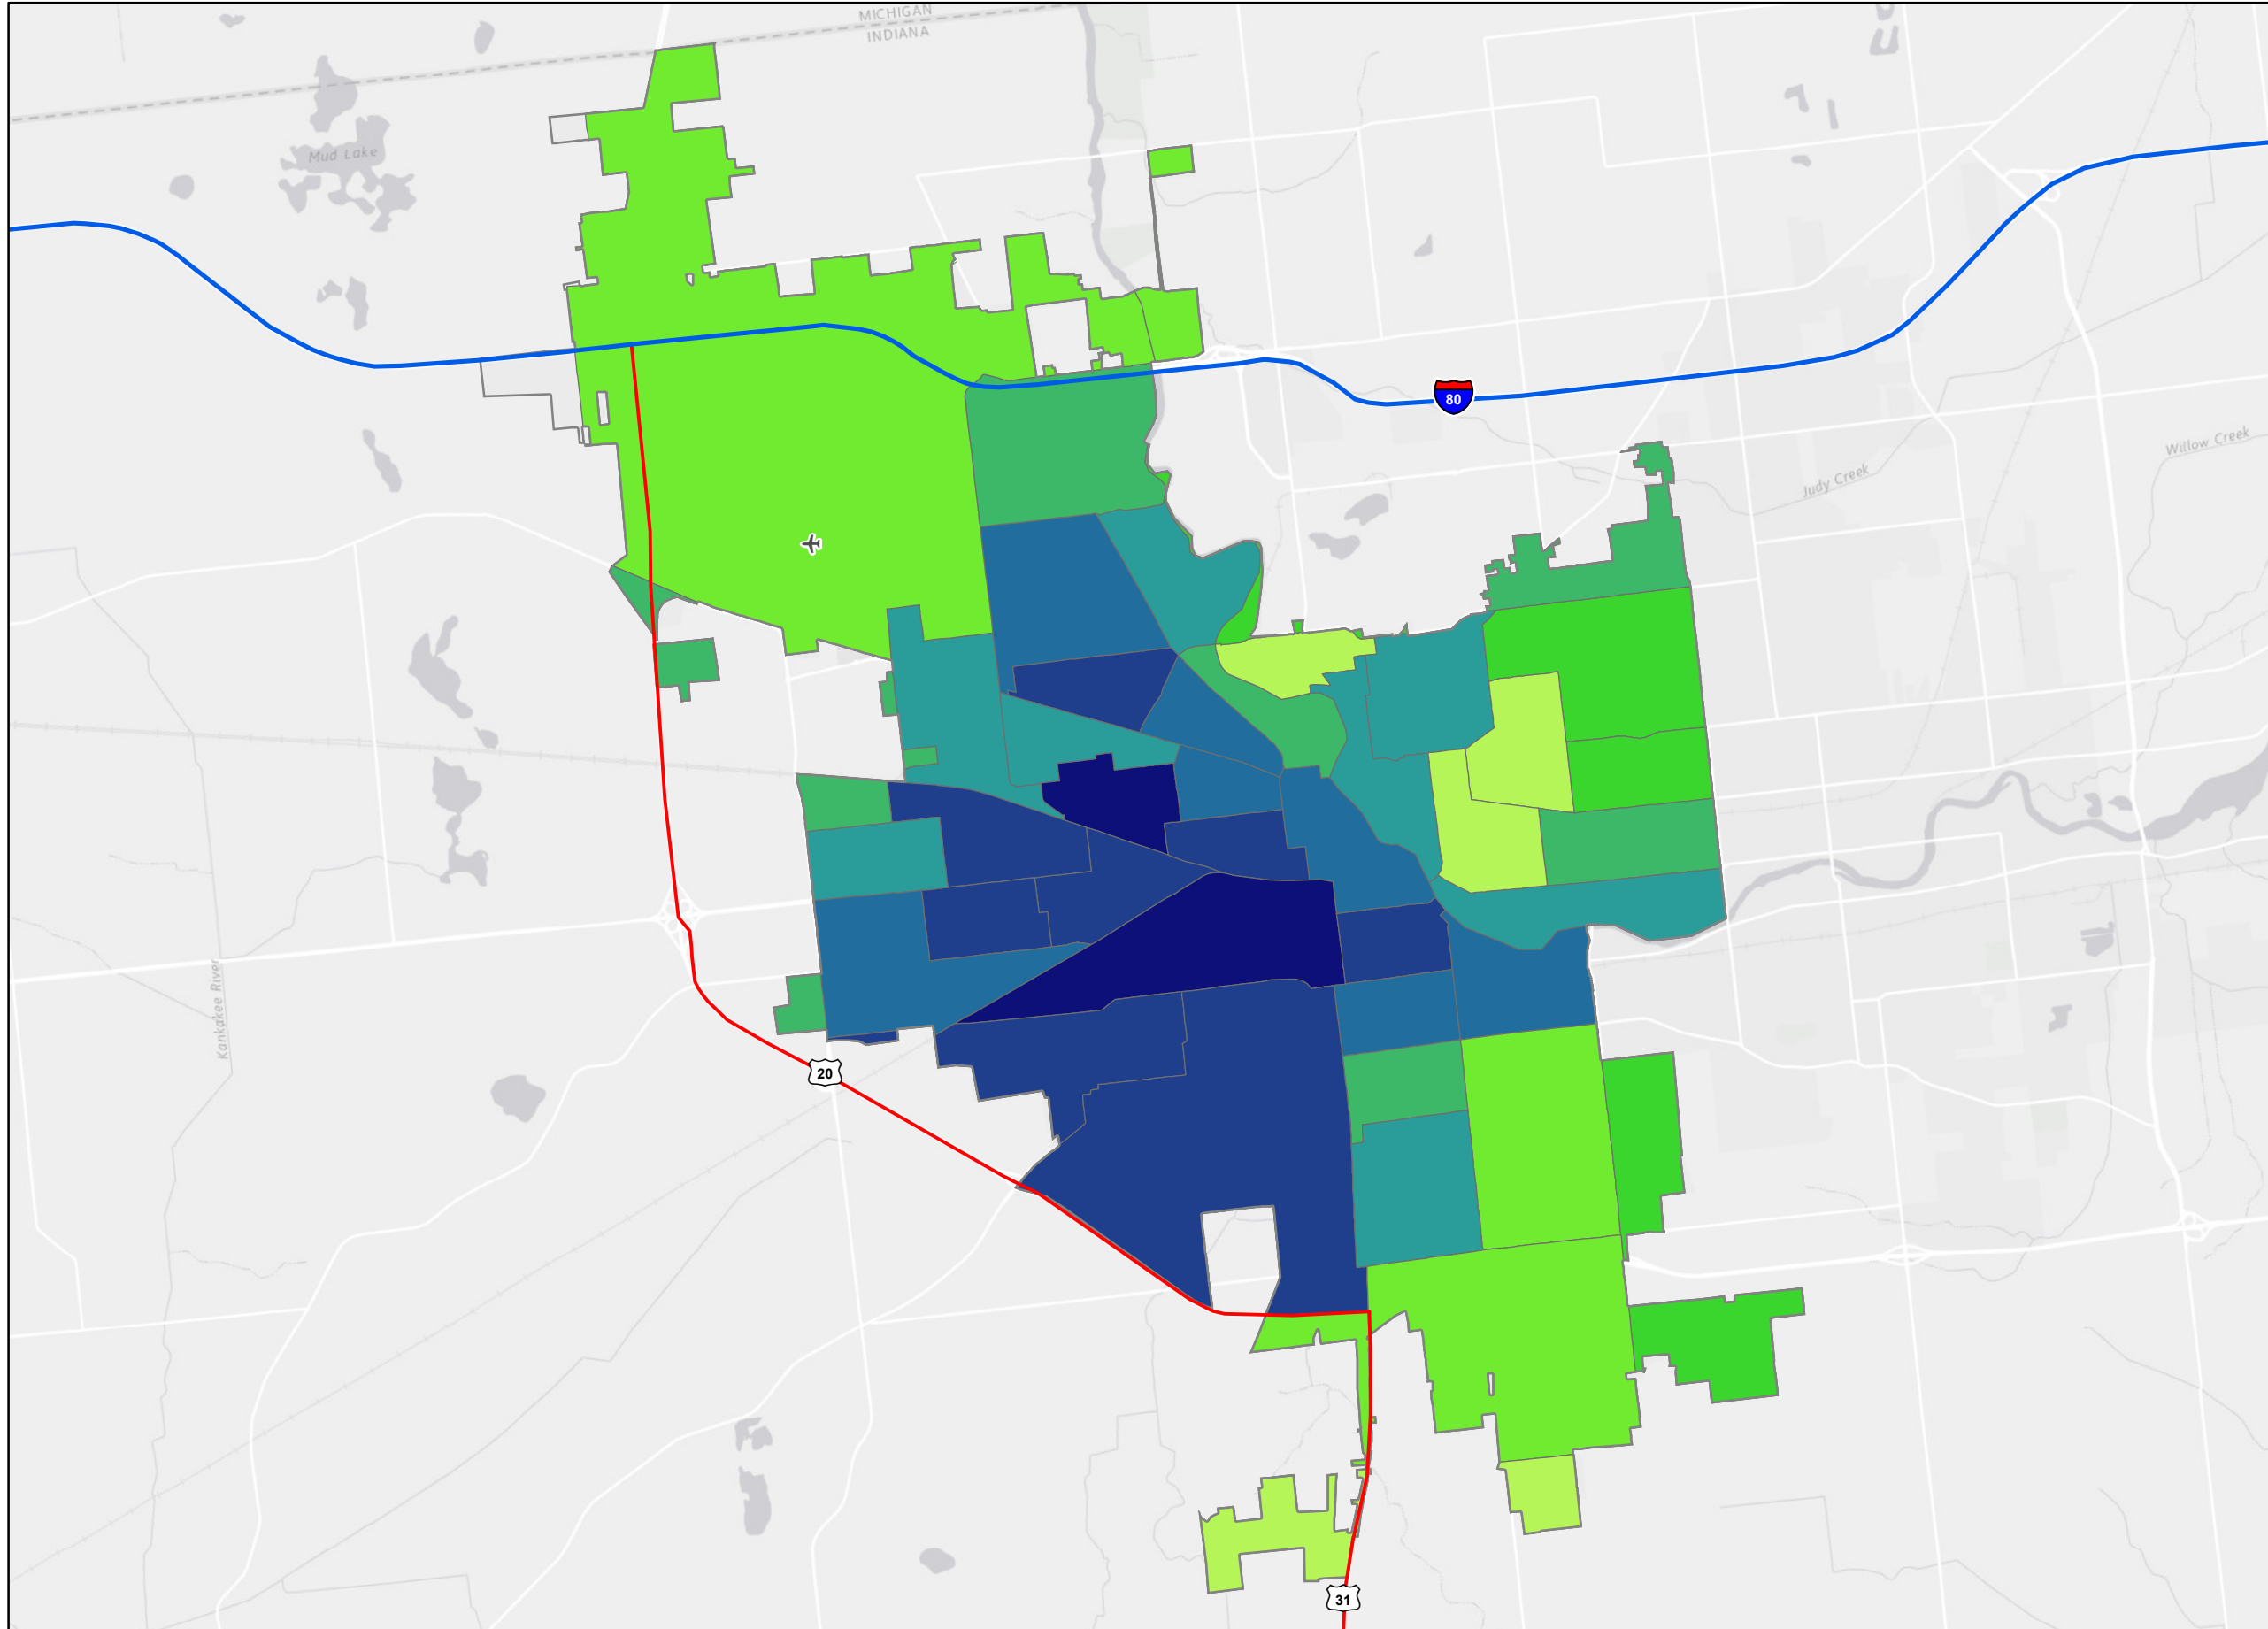 MICHIGAN
INDIANA
Mud Lake
80
Willow Creek
Judy Creek
Kankakee River
20
31